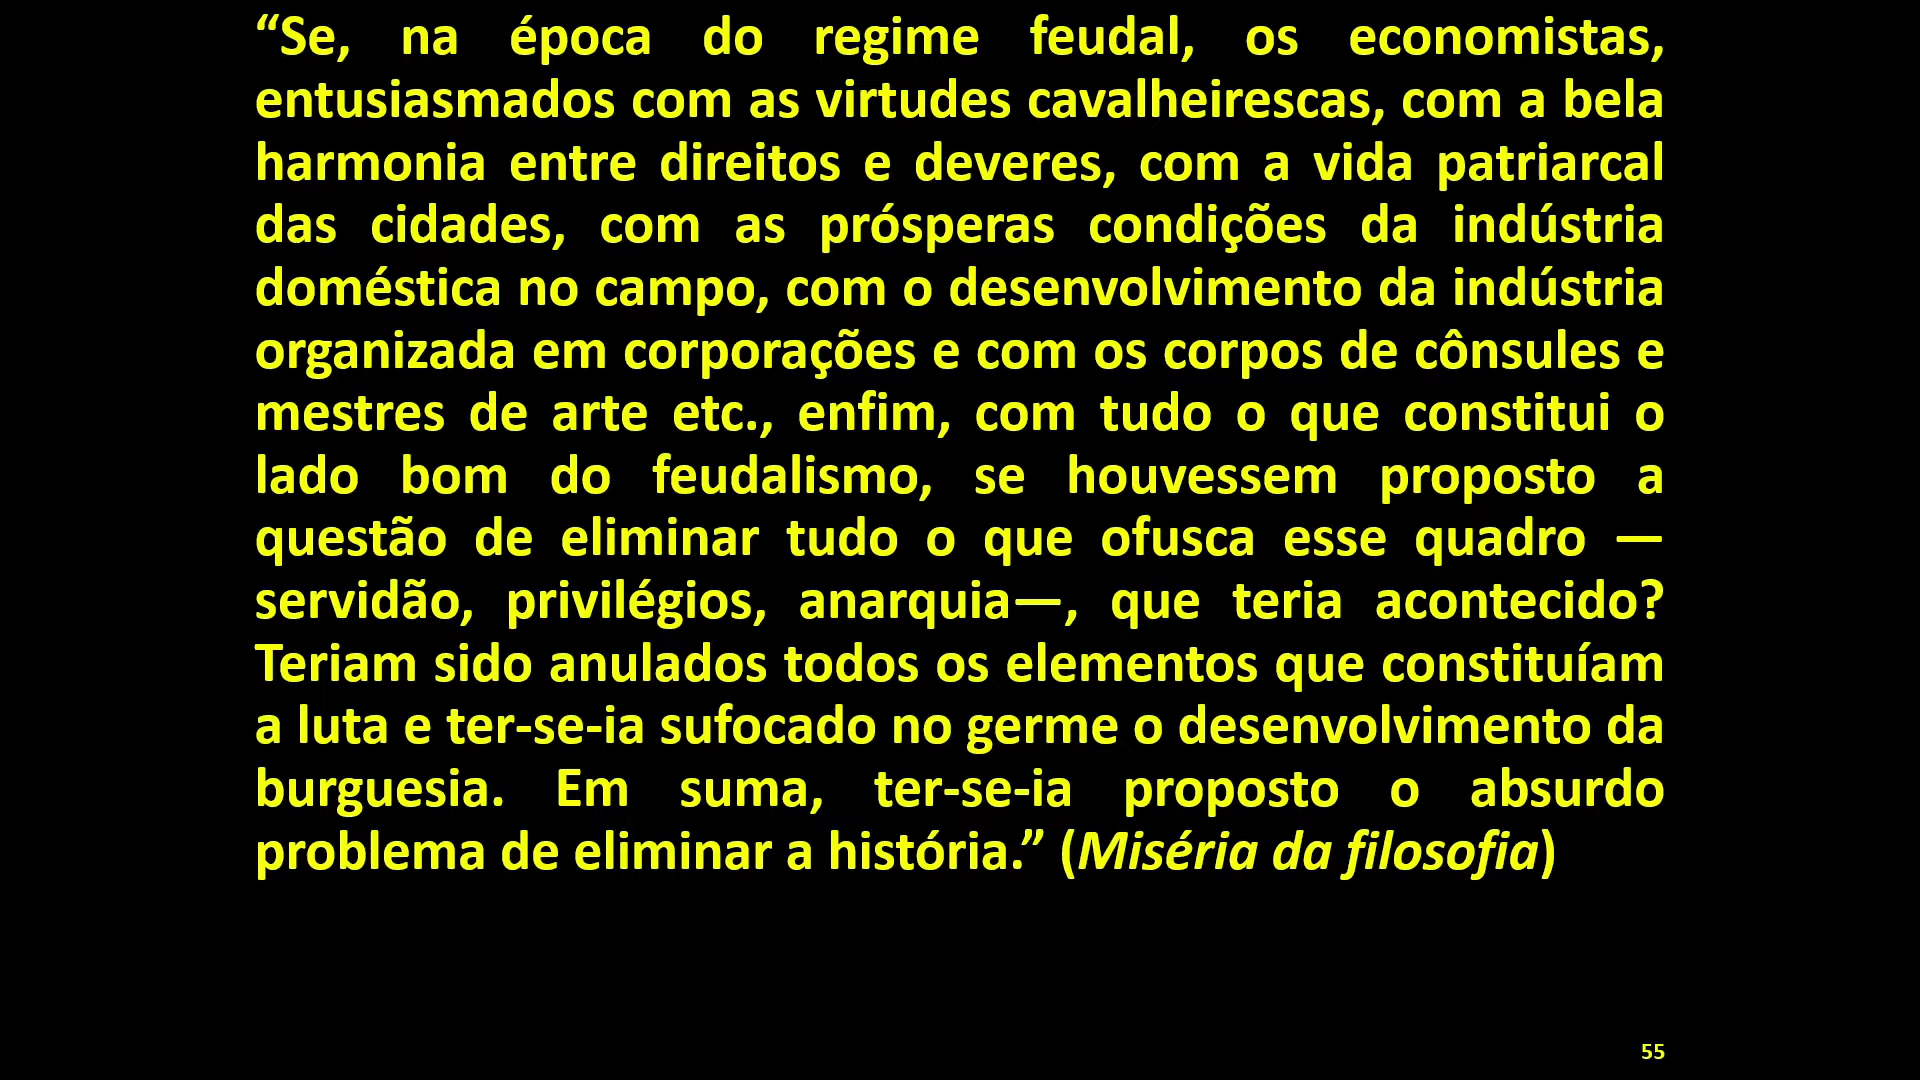 “Se, na época do regime feudal, os economistas,
entusiasmados com as virtudes cavalheirescas, com a bela
harmonia entre direitos e deveres, com a vida patriarcal
das cidades, com as prósperas condições da indústria
doméstica no campo, com o desenvolvimento da indústria
organizada em corporações e com os corpos de cônsules e
mestres de arte etc., enfim, com tudo o que constitui o
lado bom do feudalismo, se houvessem proposto a
questão de eliminar tudo o que ofusca esse quadro —
servidão, privilégios, anarquia—, que teria acontecido?
Teriam sido anulados todos os elementos que constituíam
a luta e ter-se-ia sufocado no germe o desenvolvimento da
burguesia. Em suma, ter-se-ia proposto o absurdo
problema de eliminar a história.” (Miséria da filosofia)
55